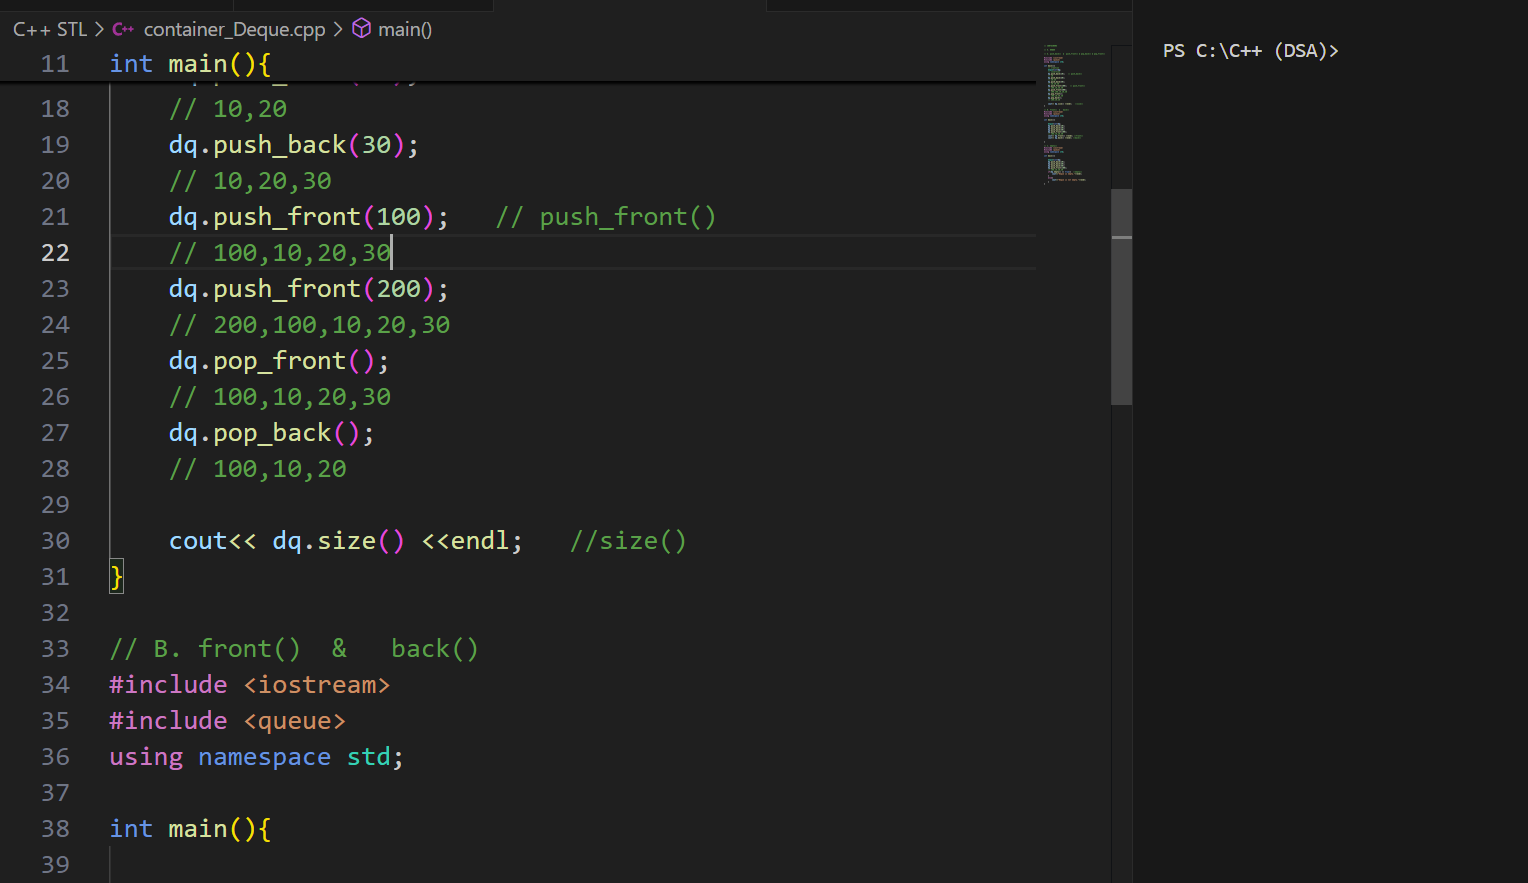 C++ STL > container_Deque.cpp > main()
11 int main(){
18 // 10,20
19 dq.push_back(30);
20 // 10,20,30
21 dq.push_front(100);   // push_front()
22 // 100,10,20,30
23 dq.push_front(200);
24 // 200,100,10,20,30
25 dq.pop_front();
26 // 100,10,20,30
27 dq.pop_back();
28 // 100,10,20
29
30 cout<< dq.size() <<endl;   //size()
31 }
32
33 // B. front()  &   back()
34 #include <iostream>
35 #include <queue>
36 using namespace std;
37
38 int main(){
39
PS C:\C++ (DSA)>